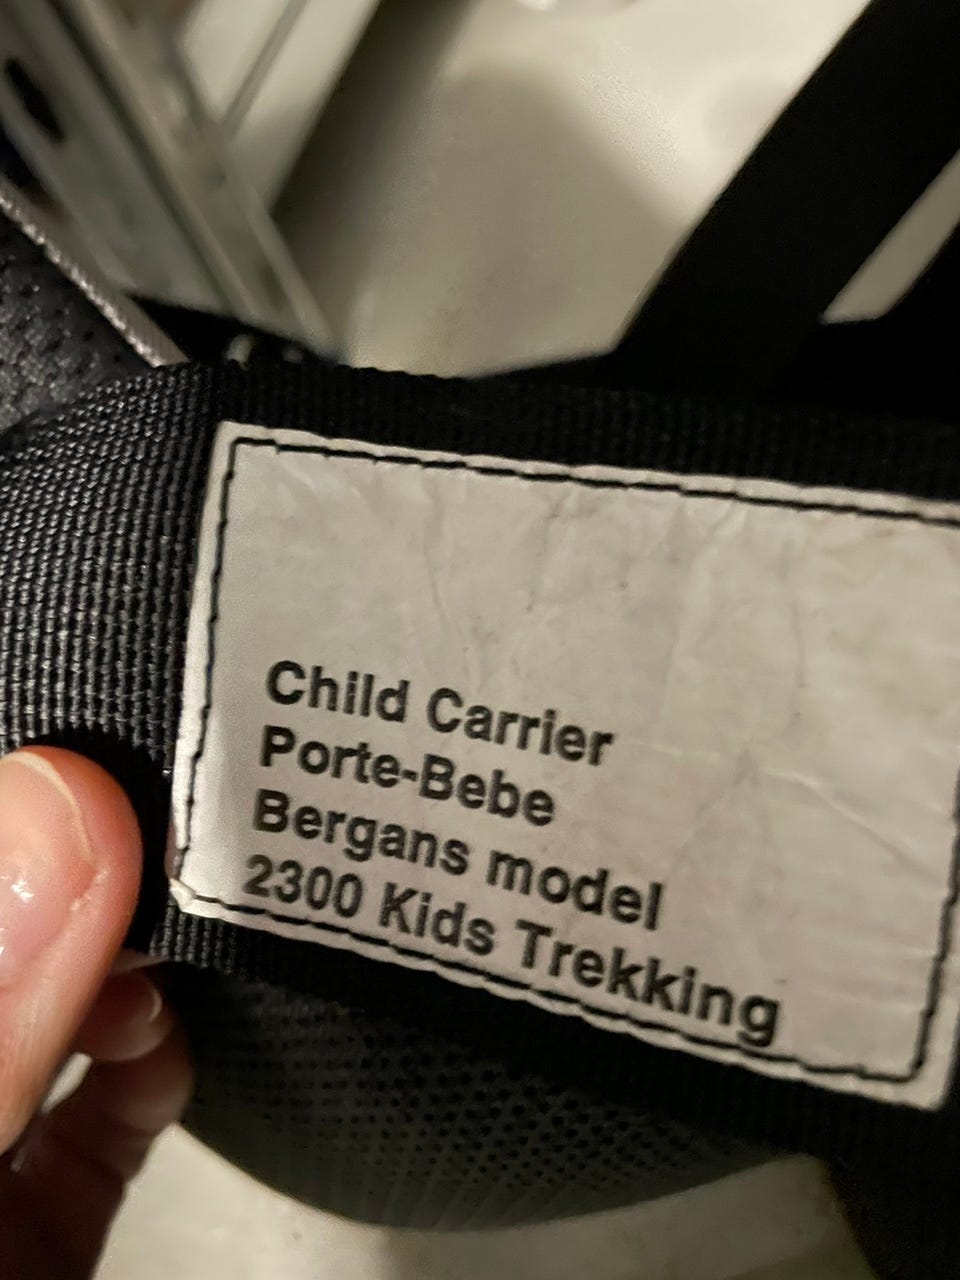 Child Carrier
Porte-Bebe
Bergans model
2300 Kids Trekking